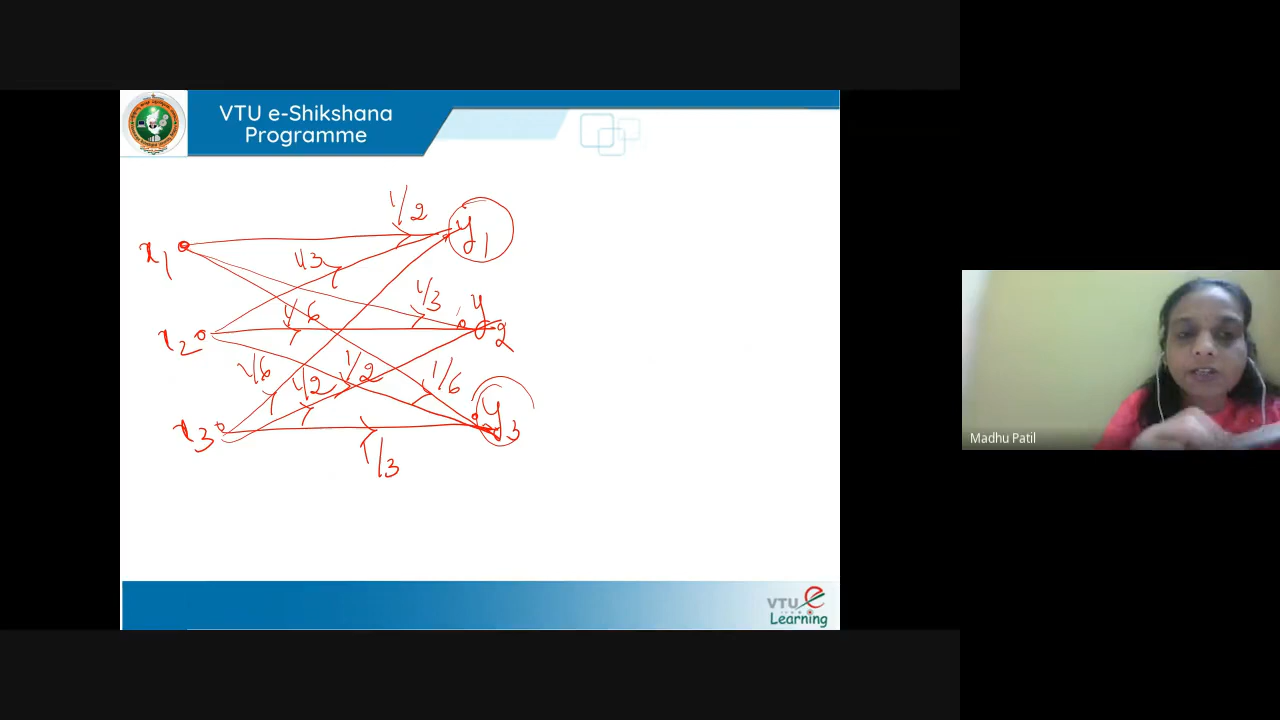 VTU e-Shikshana
Programme
1/2
x1
y1
1/3
1/3
y2
1/6
x2
1/6
1/2
1/2
1/6
y3
x3
1/3
Madhu Patil
VTU e
Learning